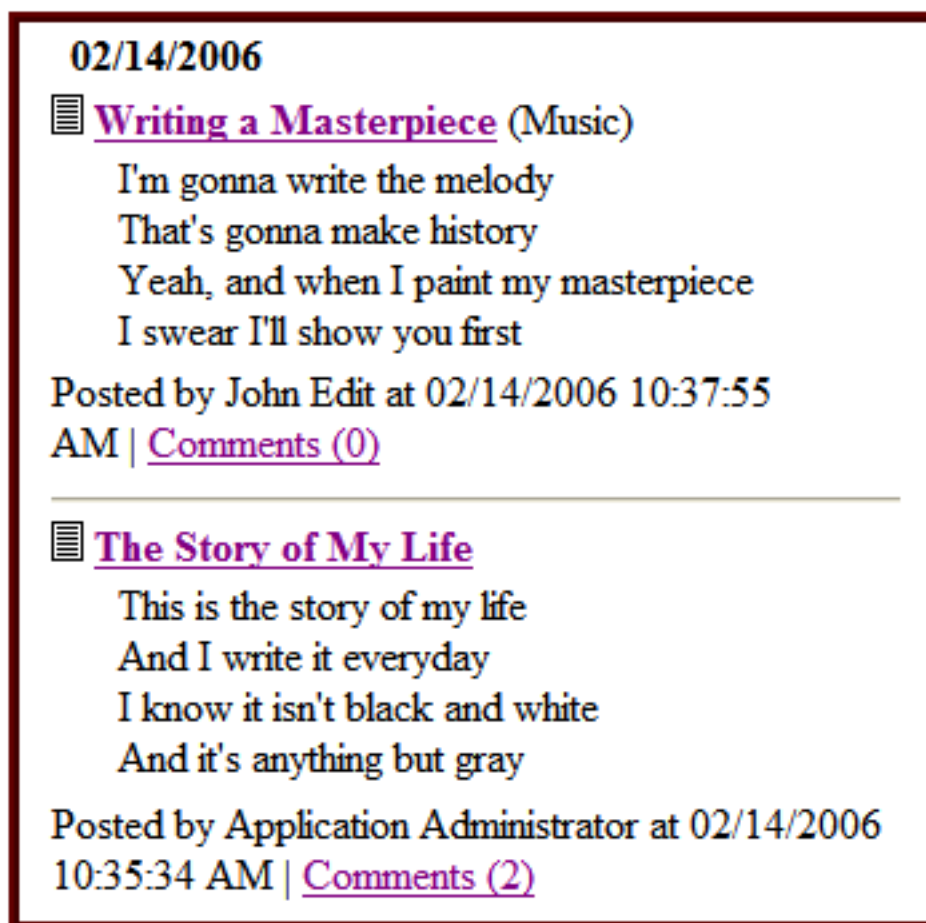 02/14/2006
Writing a Masterpiece (Music)
I'm gonna write the melody
That's gonna make history
Yeah, and when I paint my masterpiece
I swear I'll show you first
Posted by John Edit at 02/14/2006 10:37:55
AM | Comments (0)
The Story of My Life
This is the story of my life
And I write it everyday
I know it isn't black and white
And it's anything but gray
Posted by Application Administrator at 02/14/2006
10:35:34 AM | Comments (2)